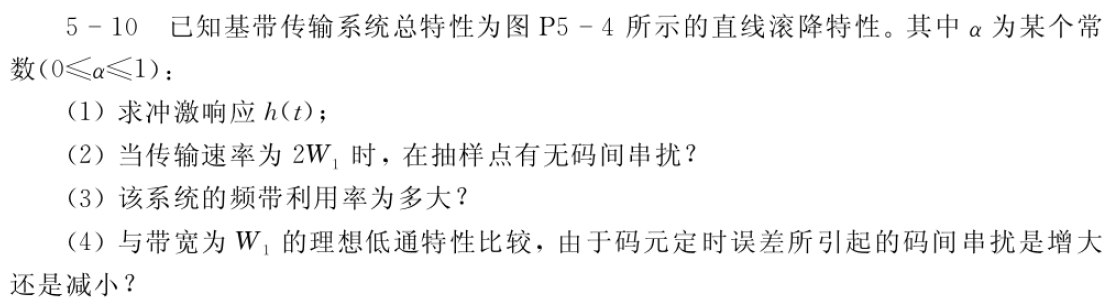 5-10 已知基带传输系统总特性为图 P5-4 所示的直线滚降特性。其中 α 为某个常
数(0≤α≤1)：
(1) 求冲激响应 h(t)；
(2) 当传输速率为 2W₁ 时，在抽样点有无码间串扰？
(3) 该系统的频带利用率为多大？
(4) 与带宽为 W₁ 的理想低通特性比较，由于码元定时误差所引起的码间串扰是增大
还是减小？